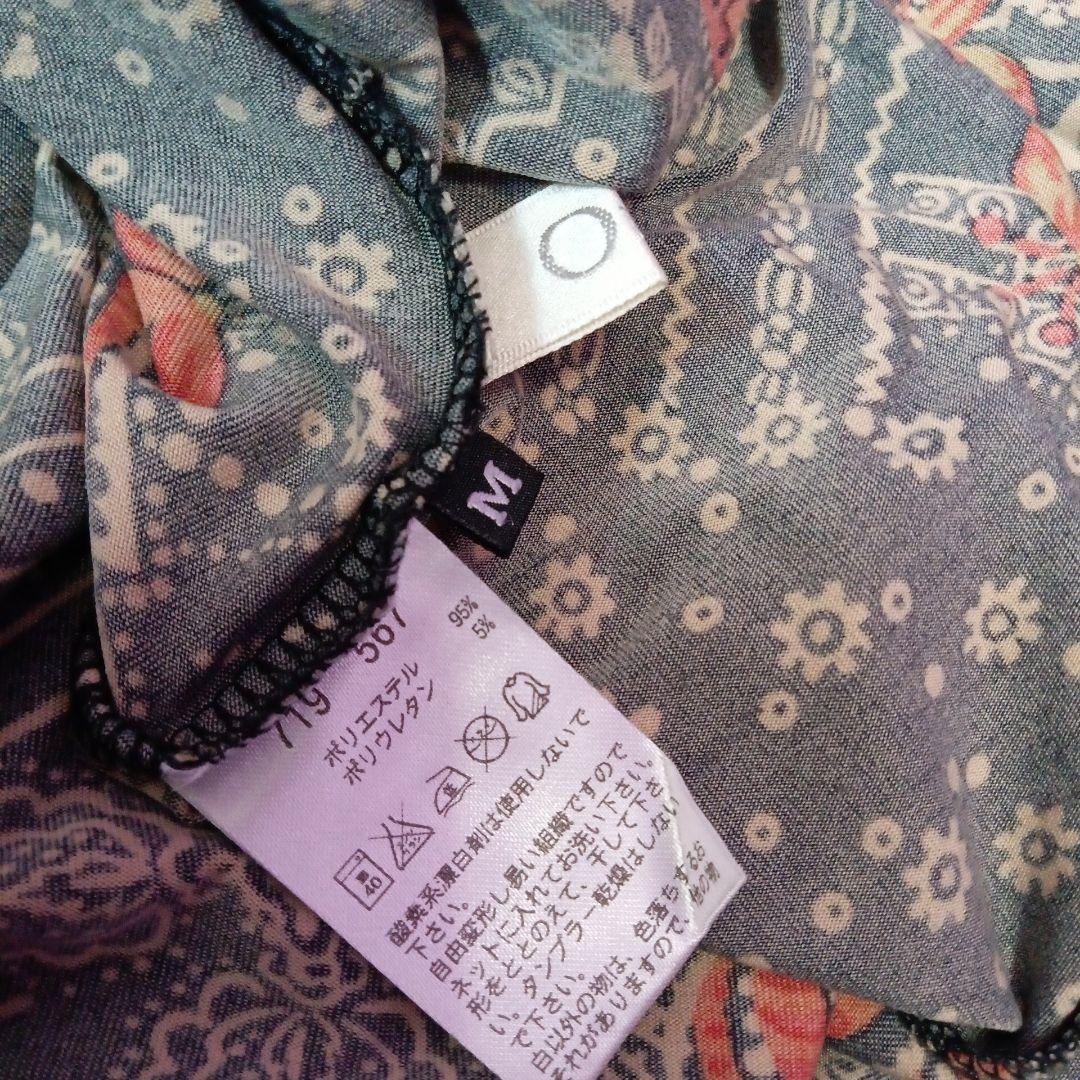 O
M
719 567
ポリエステル 95%
ポリウレタン 5%
弱
40
酸素系漂白剤は使用しないで
下さい。
自由変形し易い組織ですので
ネットに入れてお洗い下さい。
形をととのえて、干して下さ
い。タンブラー乾燥はしない
で下さい。
白以外の物は、色落ちする
それがありますので、他の物